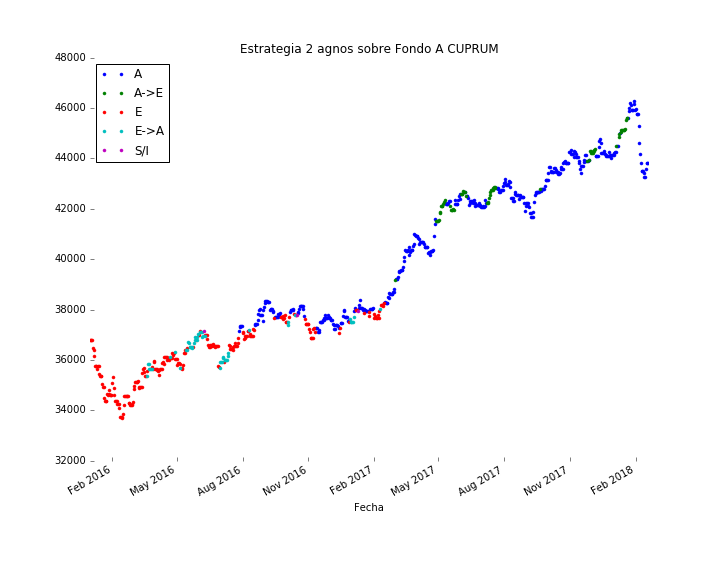 Estrategia 2 agnos sobre Fondo A CUPRUM
48000
46000
44000
42000
40000
38000
36000
34000
32000
A
A->E
E
E->A
S/I
Feb 2016
May 2016
Aug 2016
Nov 2016
Feb 2017
May 2017
Aug 2017
Nov 2017
Feb 2018
Fecha